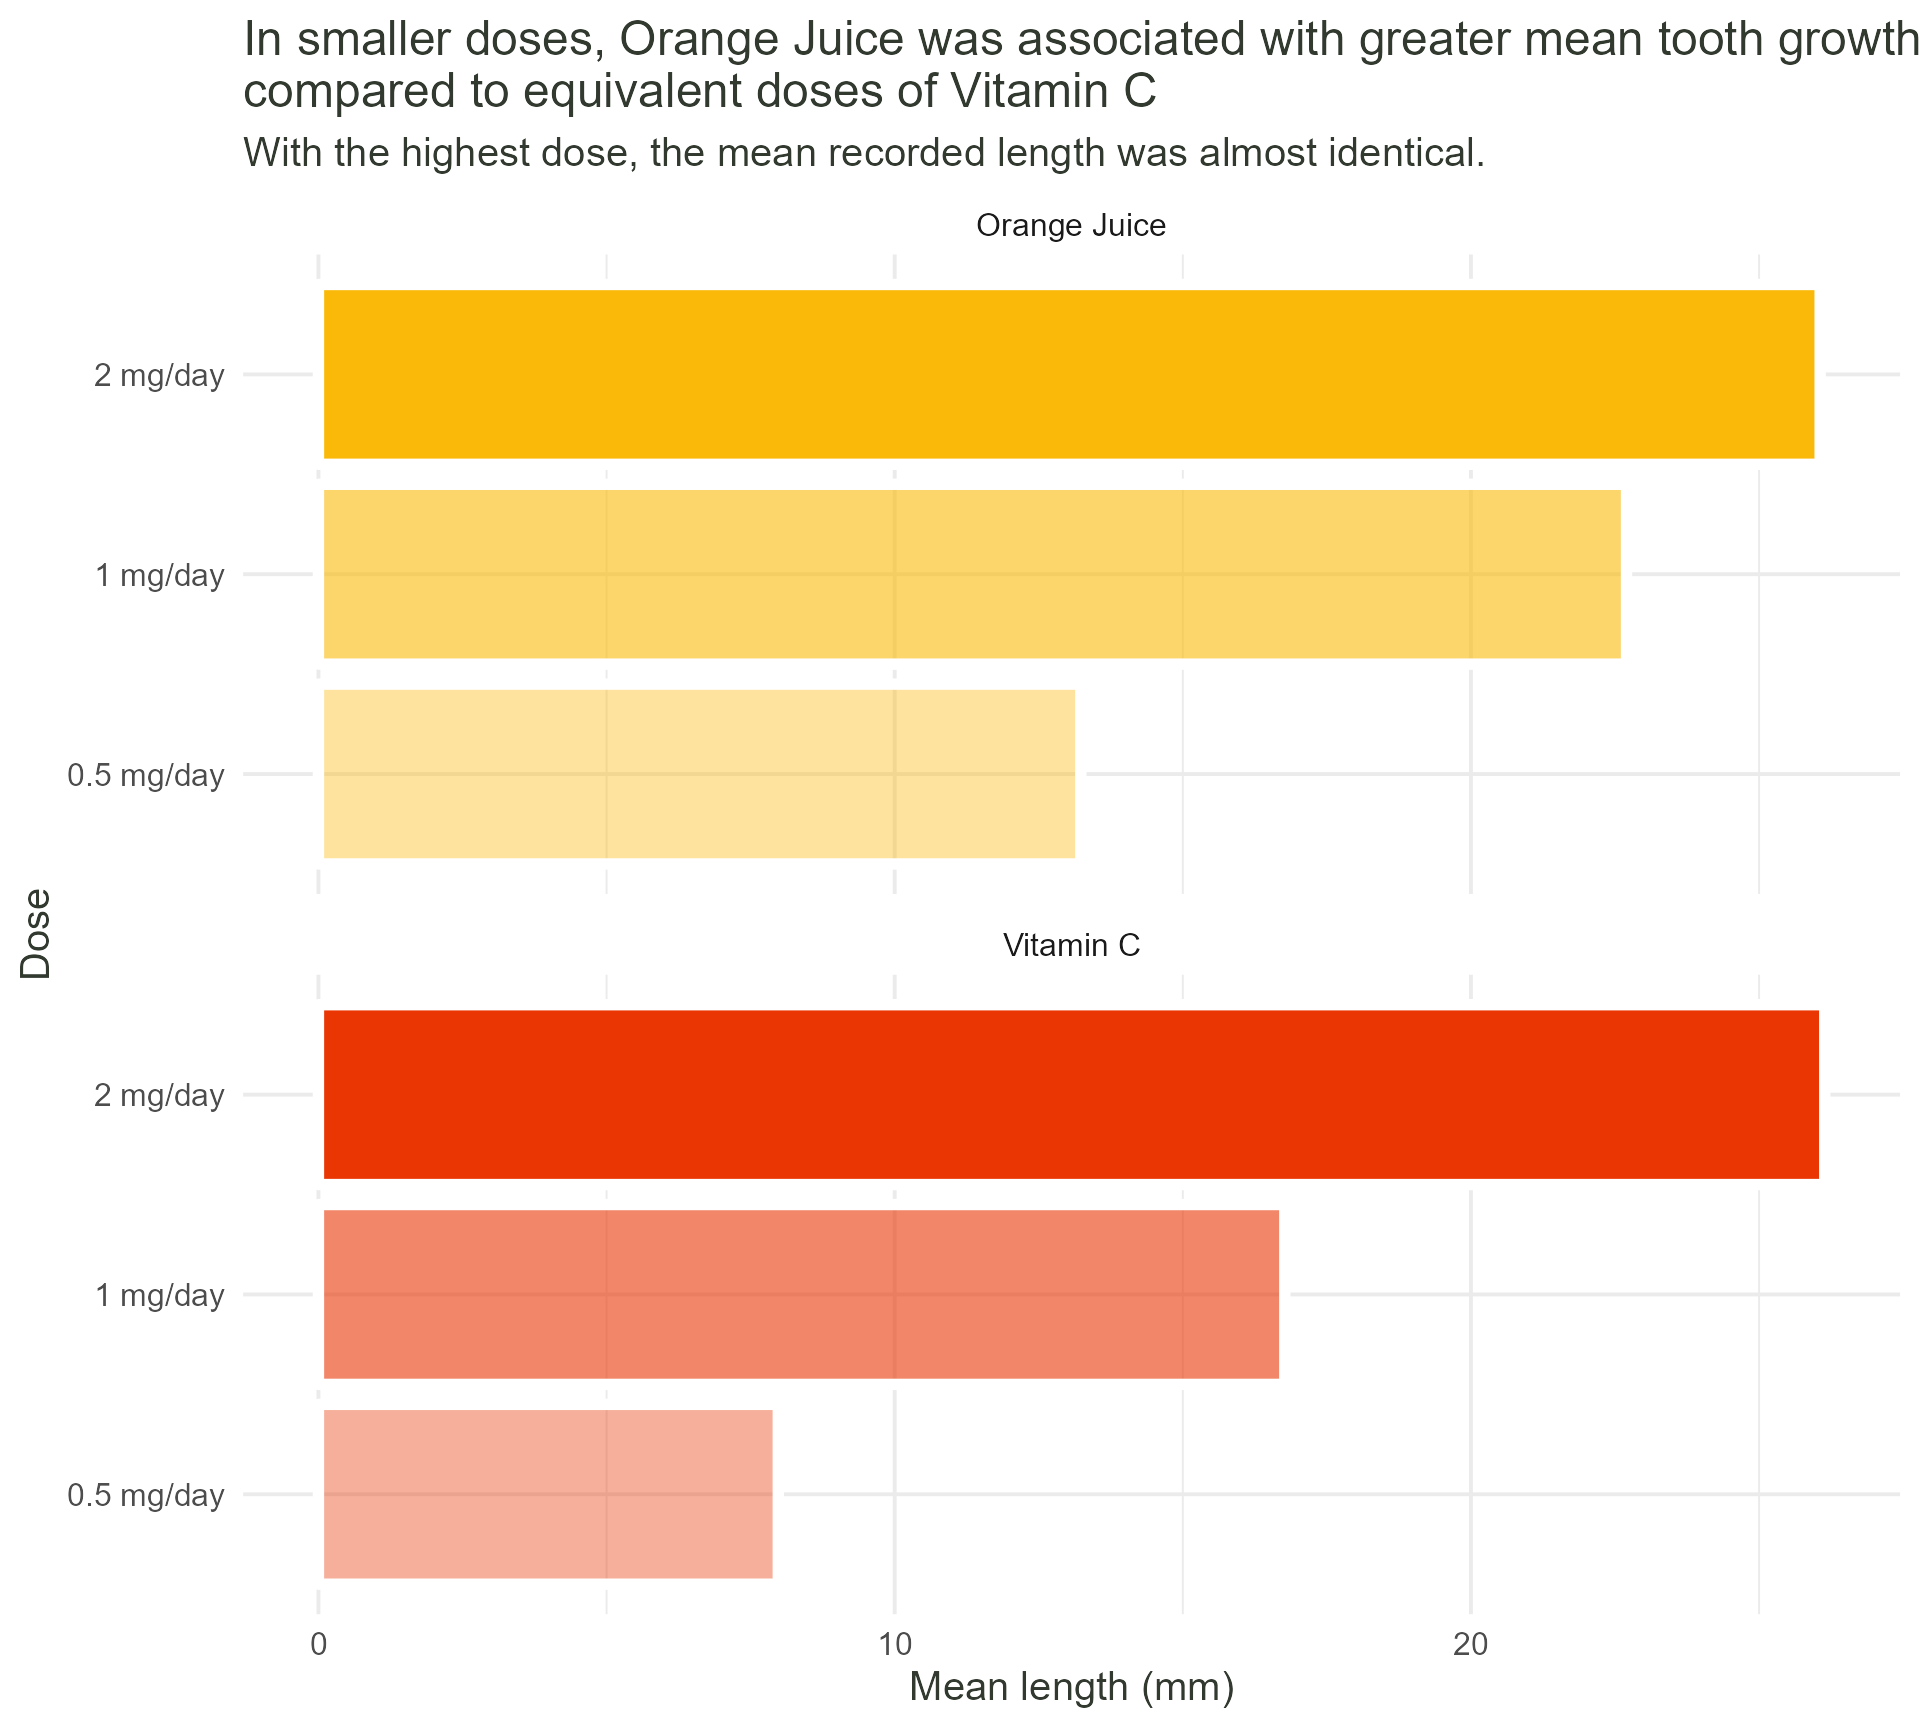 In smaller doses, Orange Juice was associated with greater mean tooth growth
compared to equivalent doses of Vitamin C
With the highest dose, the mean recorded length was almost identical.
Orange Juice
2 mg/day
1 mg/day
0.5 mg/day
Dose
Vitamin C
2 mg/day
1 mg/day
0.5 mg/day
0 10 20
Mean length (mm)